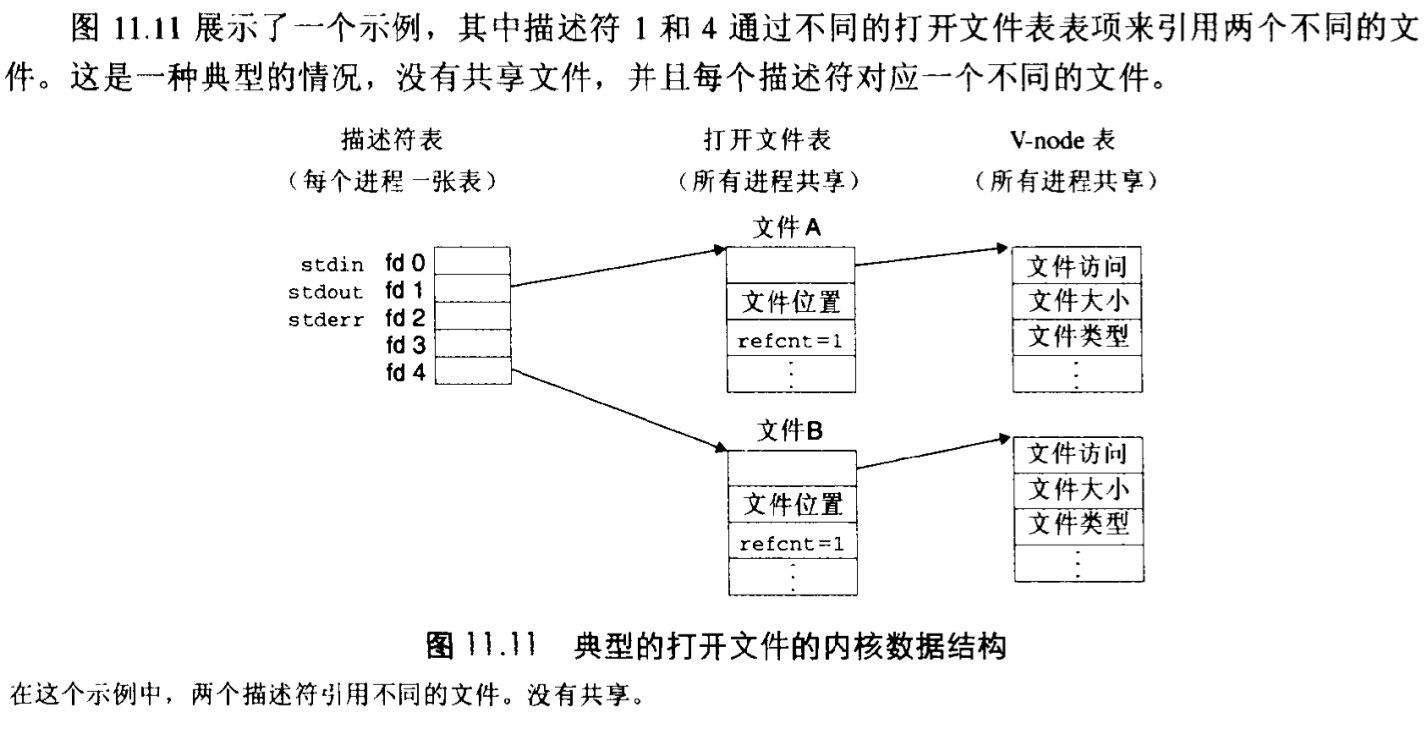 图 11.11 展示了一个示例，其中描述符 1 和 4 通过不同的打开文件表表项来引用两个不同的文
件。这是一种典型的情况，没有共享文件，并且每个描述符对应一个不同的文件。
描述符表 打开文件表 V-node 表
（每个进程一张表） （所有进程共享） （所有进程共享）
文件 A
stdin fd 0
stdout fd 1
stderr fd 2
fd 3
fd 4
文件位置
refcnt=1
⋮
文件访问
文件大小
文件类型
⋮
文件B
文件位置
refcnt=1
⋮
文件访问
文件大小
文件类型
⋮
图 11.11 典型的打开文件的内核数据结构
在这个示例中，两个描述符引用不同的文件。没有共享。